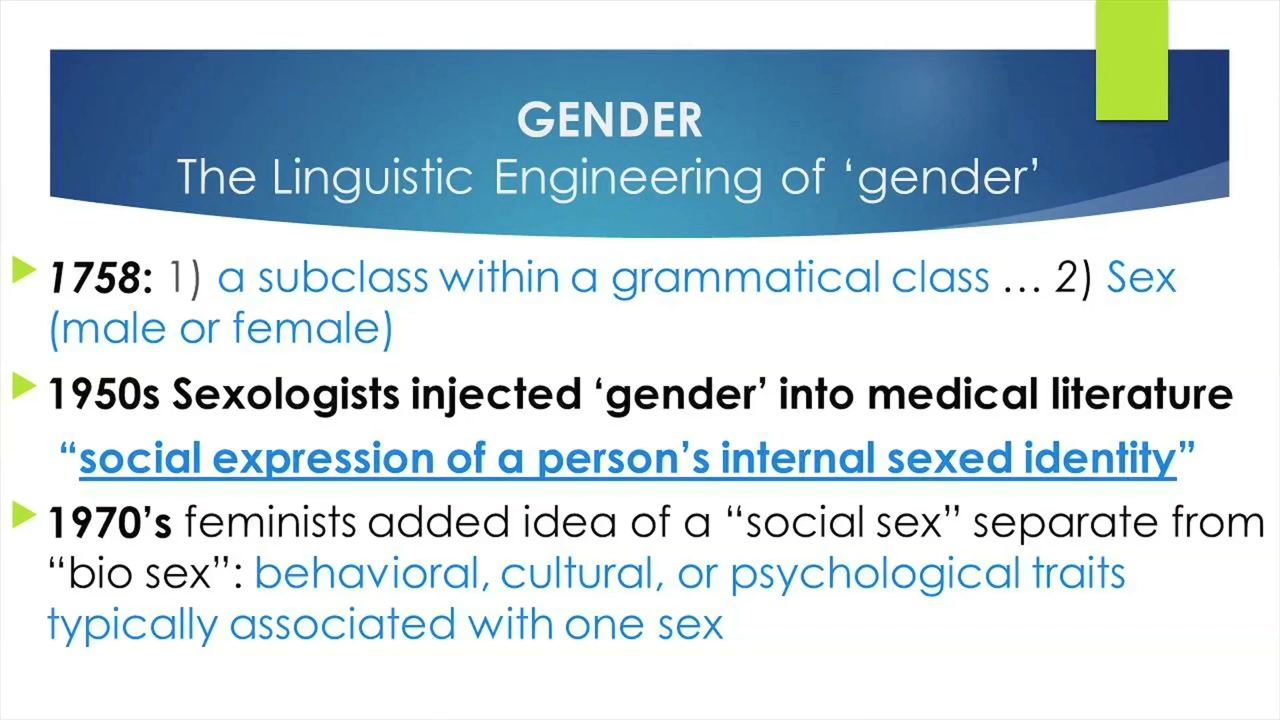 GENDER
The Linguistic Engineering of ‘gender’
1758: 1) a subclass within a grammatical class … 2) Sex
(male or female)
1950s Sexologists injected ‘gender’ into medical literature
“social expression of a person’s internal sexed identity”
1970’s feminists added idea of a “social sex” separate from
“bio sex”: behavioral, cultural, or psychological traits
typically associated with one sex